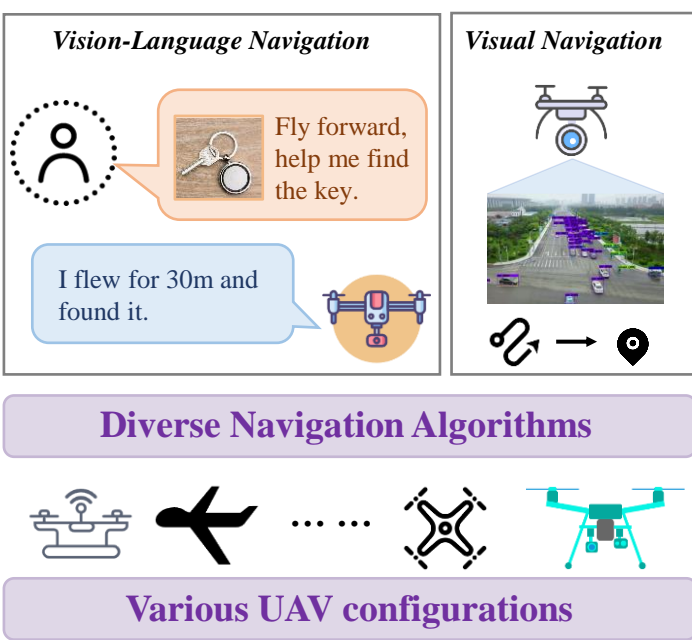 Vision-Language Navigation
Visual Navigation
Fly forward,
help me find
the key.
I flew for 30m and
found it.
Diverse Navigation Algorithms
... ...
Various UAV configurations